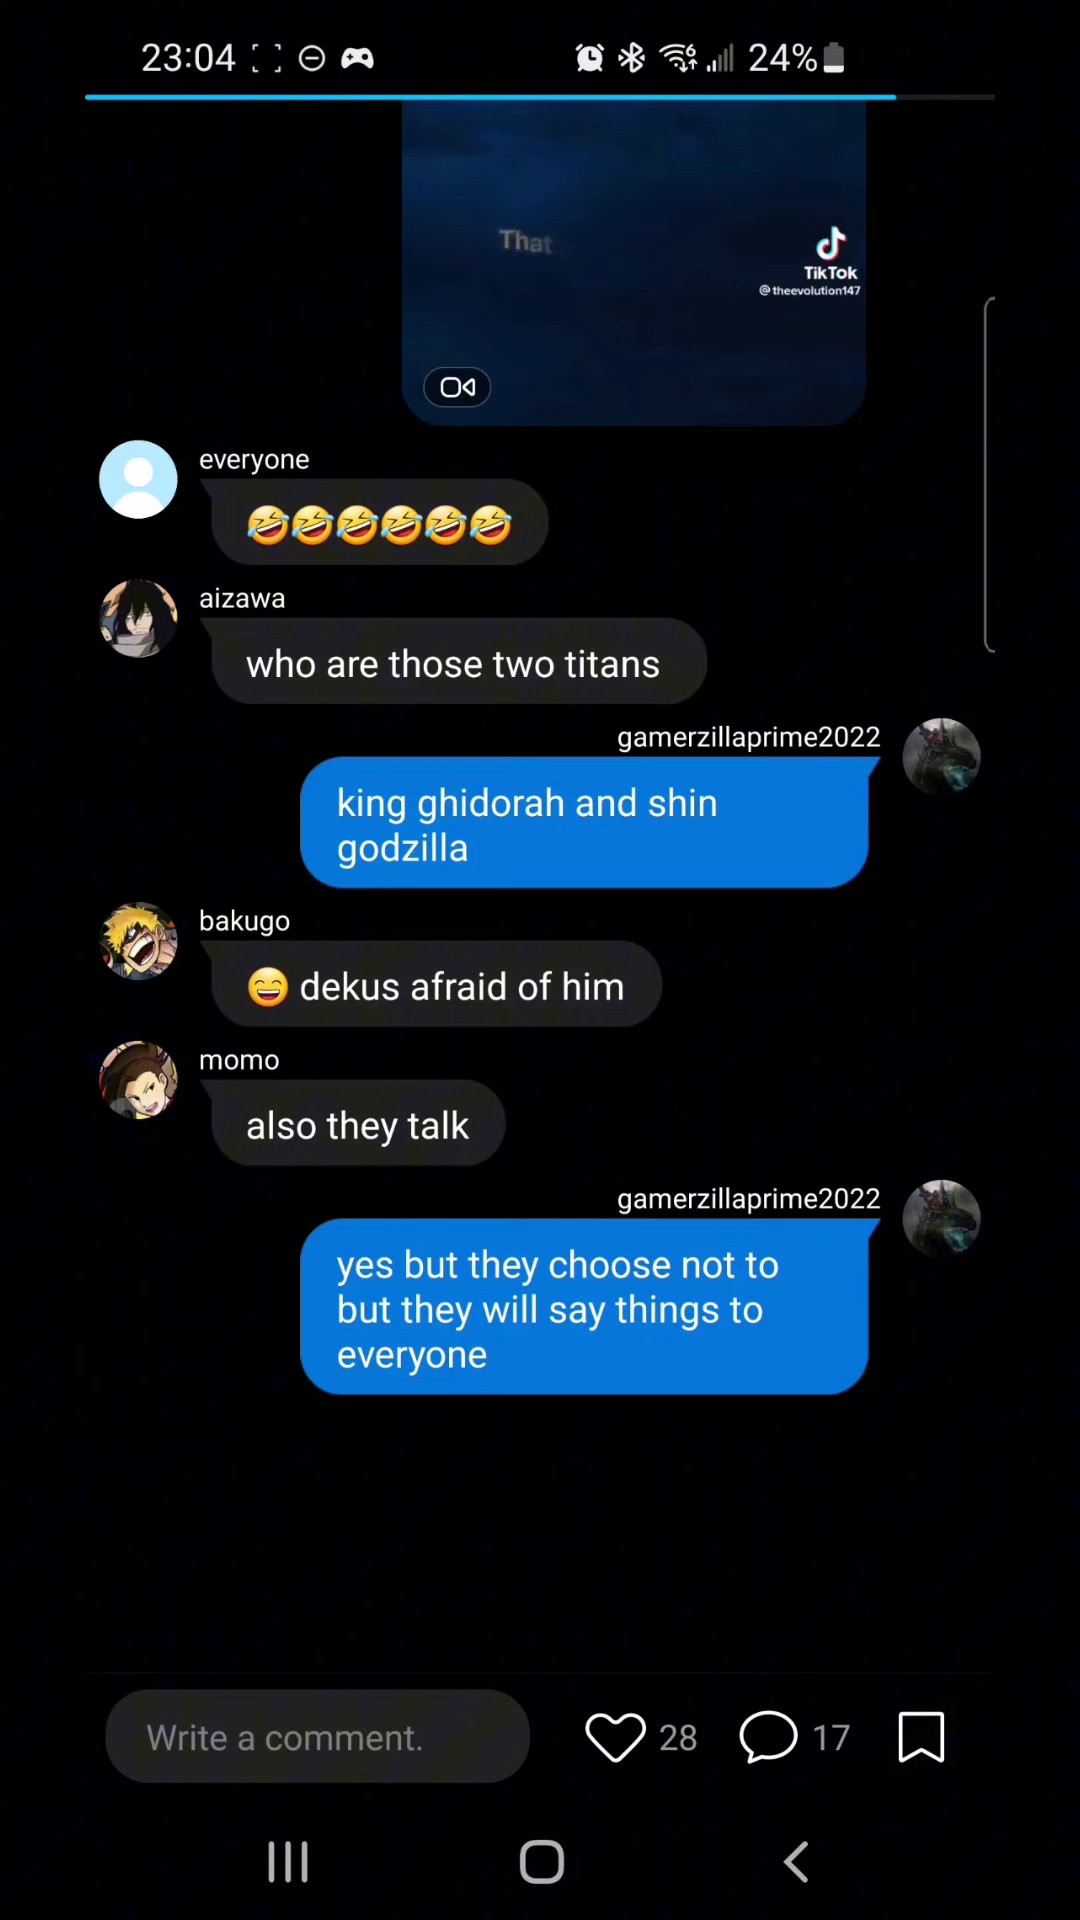 23:04
24%
That
TikTok
@theevolution147
everyone
🤣🤣🤣🤣🤣🤣
aizawa
who are those two titans
gamerzillaprime2022
king ghidorah and shin
godzilla
bakugo
😄 dekus afraid of him
momo
also they talk
gamerzillaprime2022
yes but they choose not to
but they will say things to
everyone
Write a comment.
28
17